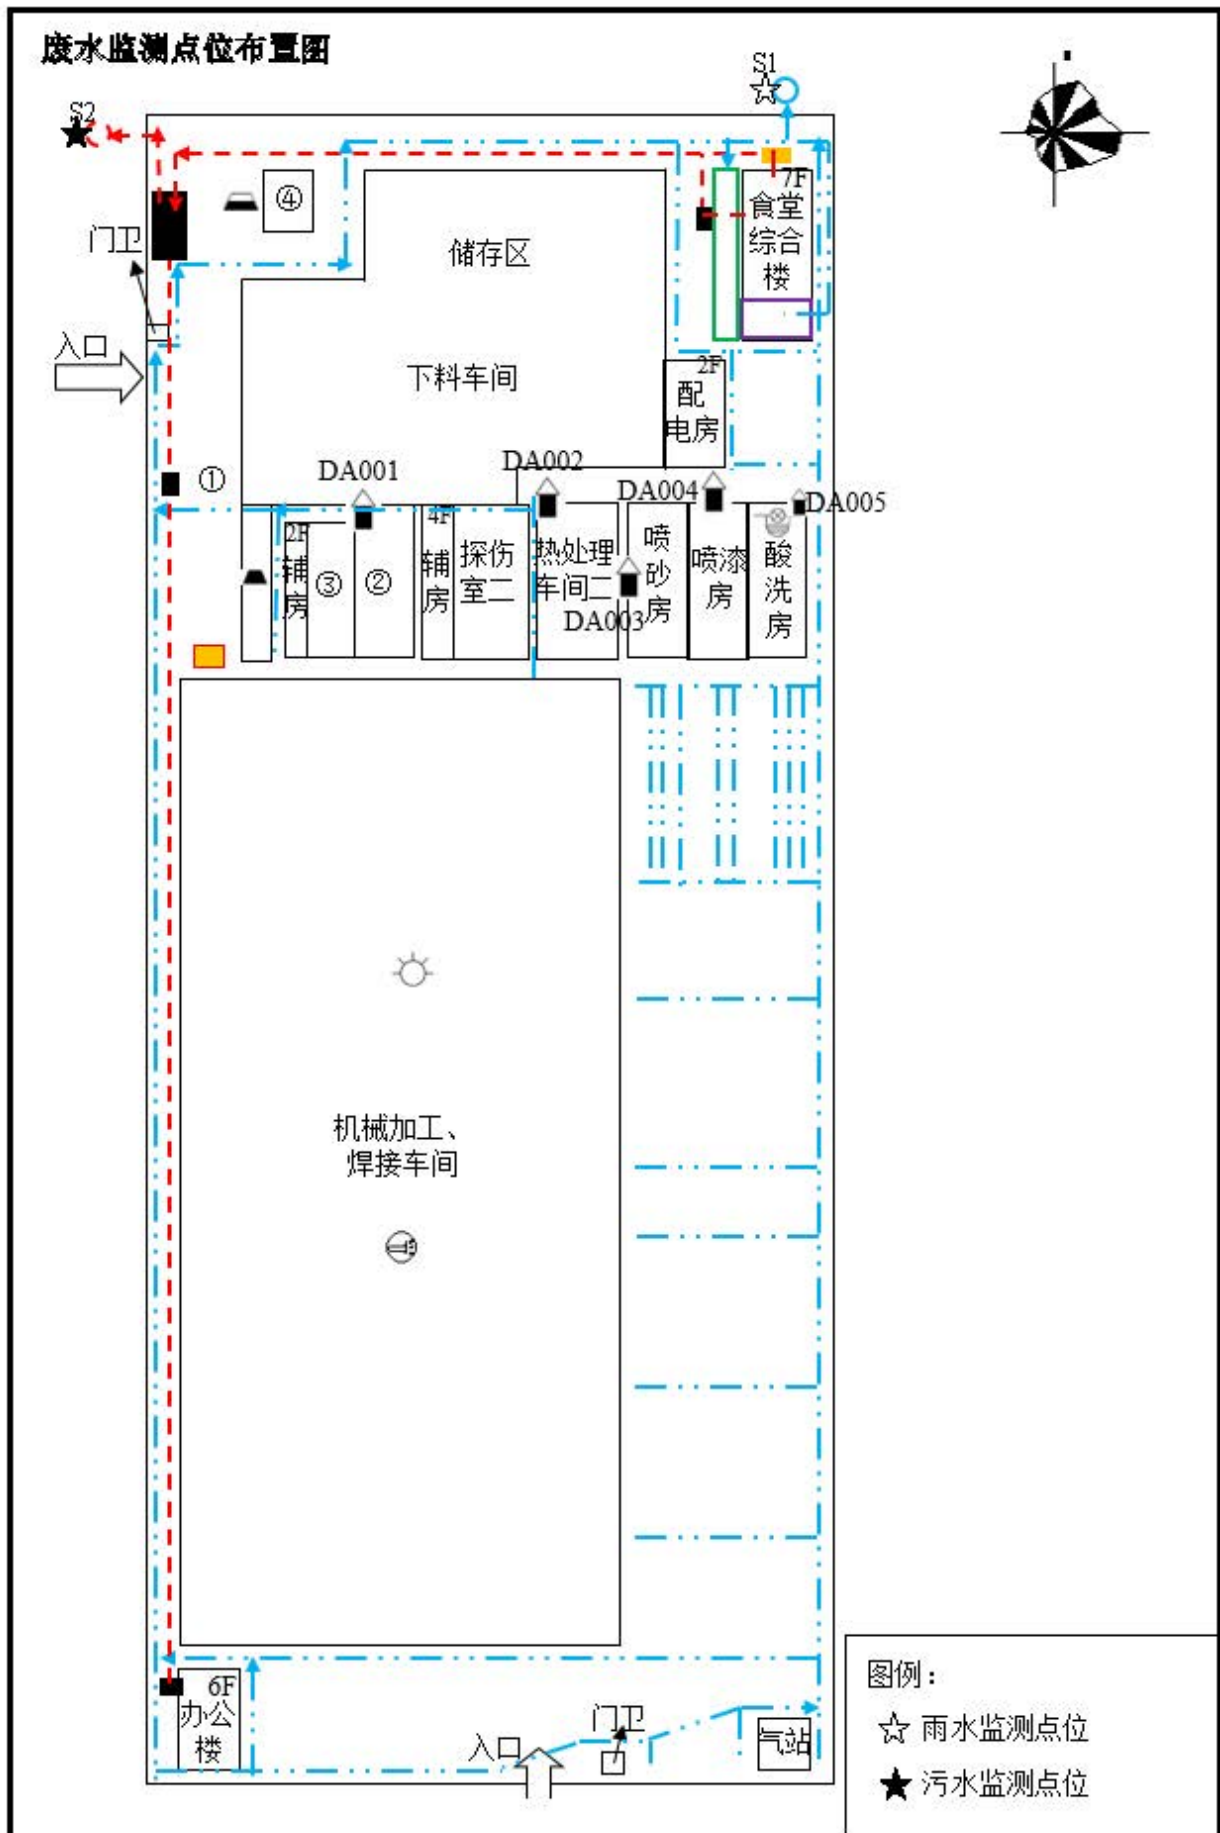 废水监测点位布置图
S1
S2
④
7F
食堂
综合
楼
门卫
储存区
入口
下料车间
2F
配
电房
①
DA001
DA002
DA004
DA005
2F
辅
房
③
②
4F
辅
房
探伤
室二
热处理
车间二
DA003
喷
砂
房
喷漆
房
酸
洗
房
机械加工、
焊接车间
6F
办公
楼
入口
门卫
气站
图例：
☆ 雨水监测点位
★ 污水监测点位